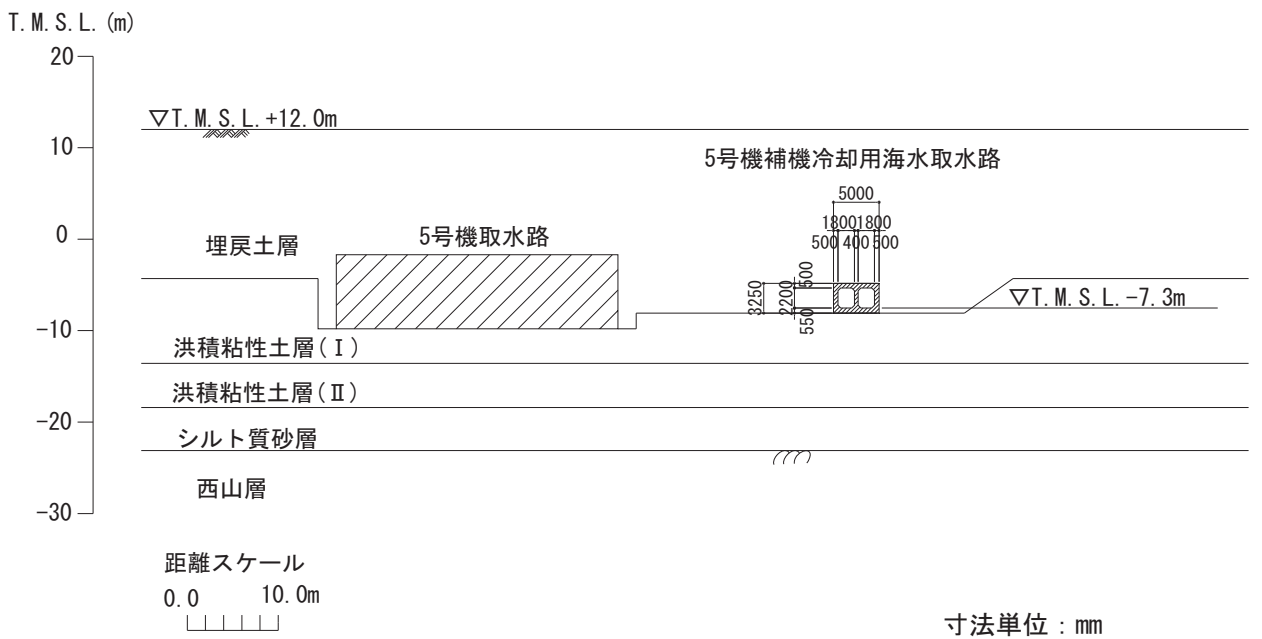 T.M.S.L.(m)
20
▽T.M.S.L.+12.0m
10
5号機補機冷却用海水取水路
5000
1800 1800
500 400 500
0
埋戻土層
5号機取水路
500
3250
2200
550
▽T.M.S.L.-7.3m
-10
洪積粘性土層(Ⅰ)
洪積粘性土層(Ⅱ)
-20
シルト質砂層
西山層
-30
距離スケール
0.0 10.0m
寸法単位:mm